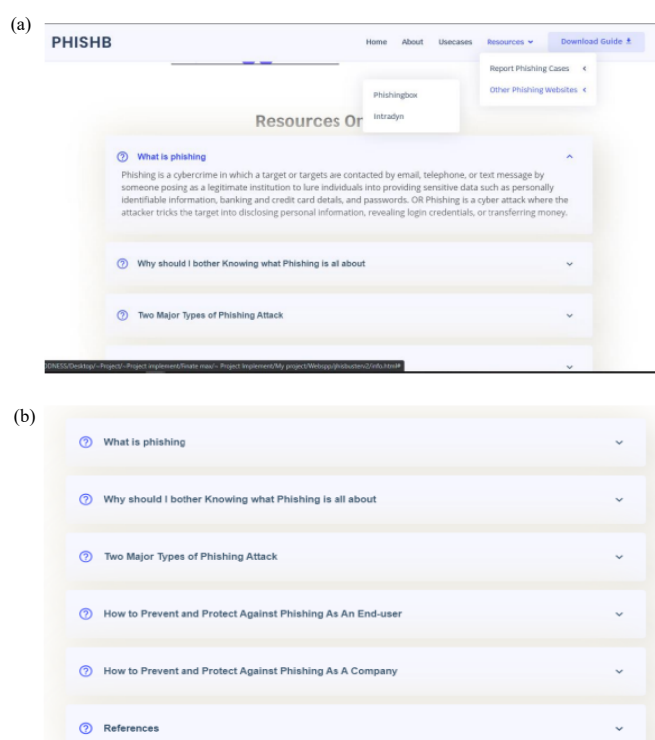 (a)
PHISHB
Home About Usecases Resources Download Guide
Report Phishing Cases
Other Phishing Websites
Phishingbox
Intradyn
Resources Or
What is phishing
Phishing is a cybercrime in which a target or targets are contacted by email, telephone, or text message by
someone posing as a legitimate institution to lure individuals into providing sensitive data such as personally
identifiable information, banking and credit card details, and passwords. OR Phishing is a cyber attack where the
attacker tricks the target into disclosing personal information, revealing login credentials, or transferring money.
Why should I bother Knowing what Phishing is al about
Two Major Types of Phishing Attack
(b)
What is phishing
Why should I bother Knowing what Phishing is all about
Two Major Types of Phishing Attack
How to Prevent and Protect Against Phishing As An End-user
How to Prevent and Protect Against Phishing As A Company
References